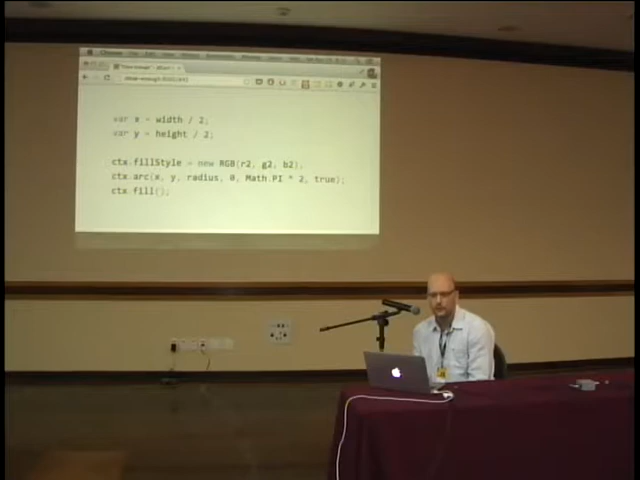 var x = width / 2;
var y = height / 2;
ctx.fillStyle = new RGB(r2, g2, b2),
ctx.arc(x, y, radius, 0, Math.PI * 2, true);
ctx.fill();